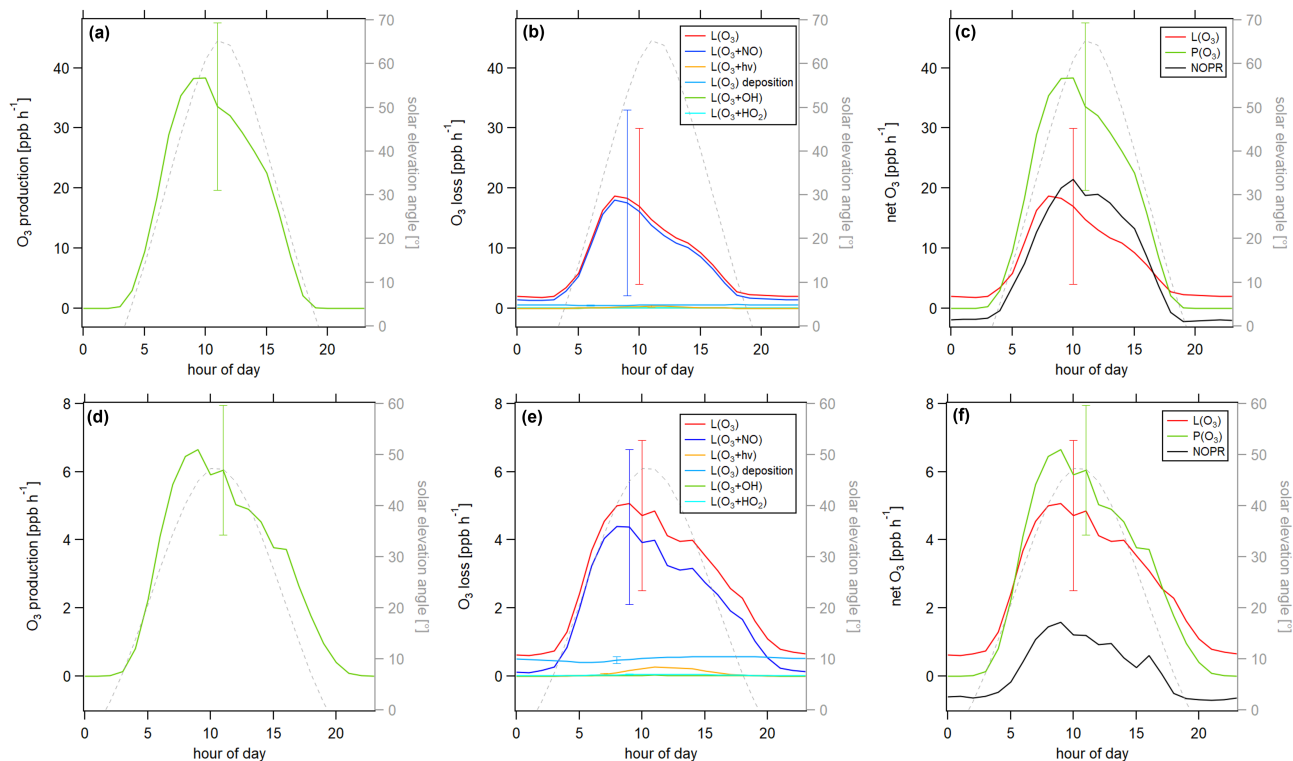 (a)
O3 production [ppb h-1]
40
30
20
10
0
70
60
50
40
30
20
10
0
solar elevation angle [°]
0 5 10 15 20
hour of day
(b)
L(O3)
L(O3+NO)
L(O3+hv)
L(O3) deposition
L(O3+OH)
L(O3+HO2)
O3 loss [ppb h-1]
40
30
20
10
0
70
60
50
40
30
20
10
0
solar elevation angle [°]
0 5 10 15 20
hour of day
(c)
L(O3)
P(O3)
NOPR
net O3 [ppb h-1]
40
30
20
10
0
70
60
50
40
30
20
10
0
solar elevation angle [°]
0 5 10 15 20
hour of day
(d)
O3 production [ppb h-1]
8
6
4
2
0
60
50
40
30
20
10
0
solar elevation angle [°]
0 5 10 15 20
hour of day
(e)
L(O3)
L(O3+NO)
L(O3+hv)
L(O3) deposition
L(O3+OH)
L(O3+HO2)
O3 loss [ppb h-1]
8
6
4
2
0
60
50
40
30
20
10
0
solar elevation angle [°]
0 5 10 15 20
hour of day
(f)
L(O3)
P(O3)
NOPR
net O3 [ppb h-1]
8
6
4
2
0
60
50
40
30
20
10
0
solar elevation angle [°]
0 5 10 15 20
hour of day